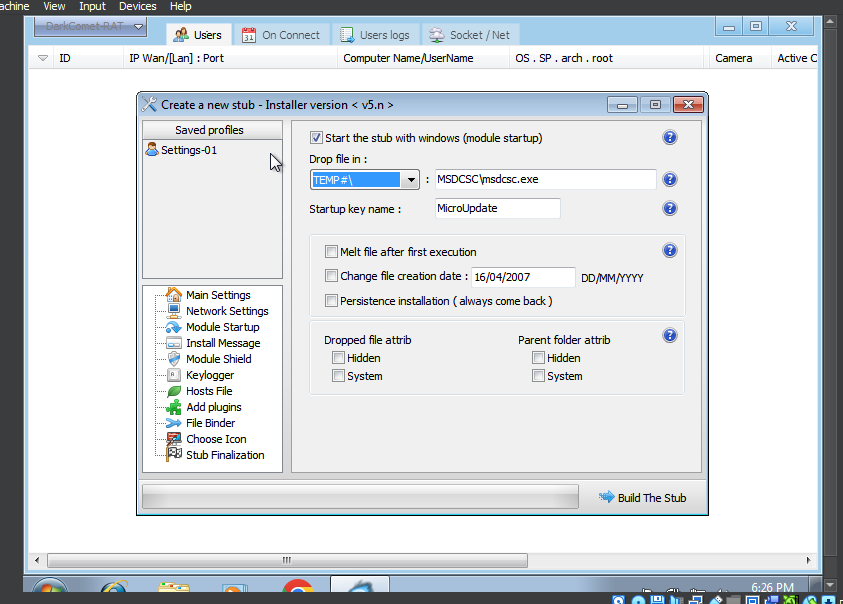 achine View Input Devices Help
DarkComet-RAT
Users On Connect Users logs Socket / Net
ID IP Wan/[Lan] : Port Computer Name/UserName OS . SP . arch . root Camera Active C
Create a new stub - Installer version < v5.n >
Saved profiles
Settings-01
Start the stub with windows (module startup)
Drop file in :
TEMP#\ : MSDCSC\msdcsc.exe
Startup key name : MicroUpdate
Melt file after first execution
Change file creation date : 16/04/2007 DD/MM/YYYY
Persistence installation ( always come back )
Dropped file attrib Parent folder attrib
Hidden Hidden
System System
Main Settings
Network Settings
Module Startup
Install Message
Module Shield
Keylogger
Hosts File
Add plugins
File Binder
Choose Icon
Stub Finalization
Build The Stub
6:26 PM